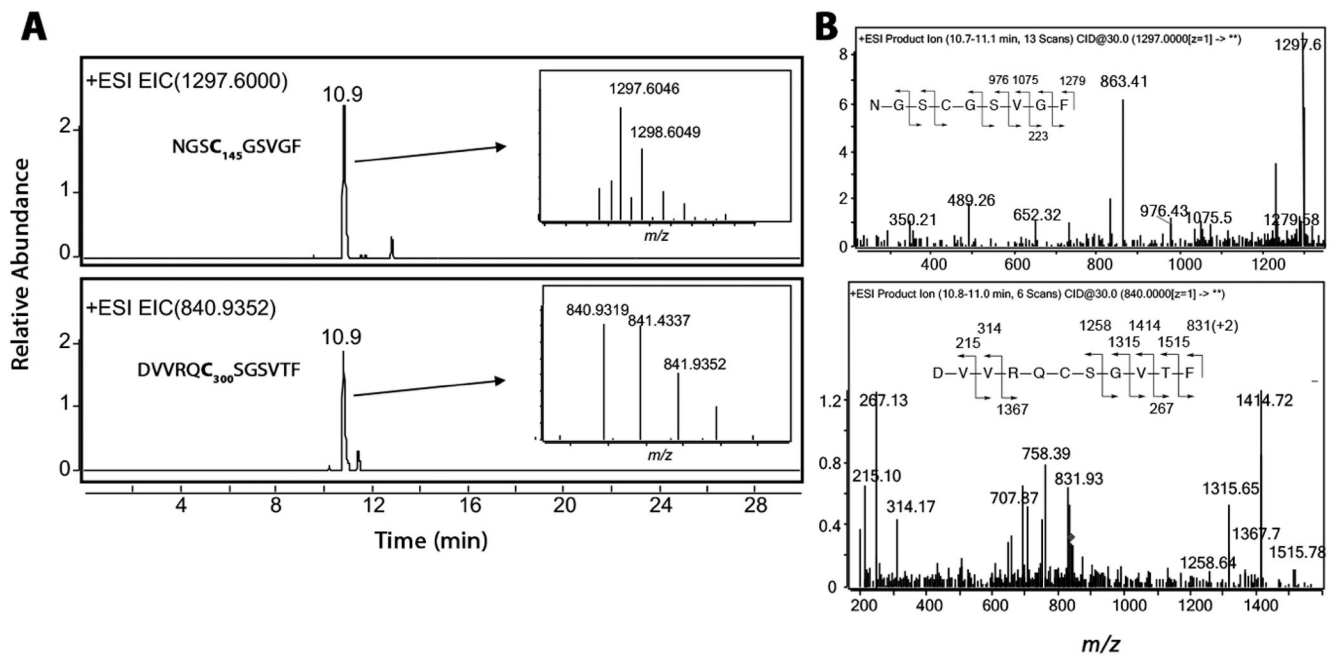 A
+ESI EIC(1297.6000)
10.9
NGSC145GSVGF
1297.6046
1298.6049
m/z
2
1
0
+ESI EIC(840.9352)
10.9
DVVRQC300SGSVTF
840.9319
841.4337
841.9352
m/z
2
1
0
Relative Abundance
4 8 12 16 20 24 28
Time (min)
B
+ESI Product Ion (10.7-11.1 min, 13 Scans) CID@30.0 (1297.0000[z=1] -> **)
1297.6
863.41
976 1075 1279
N-G-S-C-G-S-V-G-F
223
489.26
350.21
652.32
976.43
1075.5
1279.58
8
6
4
2
0
400 600 800 1000 1200
+ESI Product Ion (10.8-11.0 min, 6 Scans) CID@30.0 (840.0000[z=1] -> **)
314 1258 1414 831(+2)
215 1315 1515
D-V-V-R-Q-C-S-G-V-T-F
1367 267
267.13
1414.72
758.39
215.10
831.93
314.17
707.87
1315.65
1367.7
1258.64
1515.78
1.2
0.8
0.4
0
200 400 600 800 1000 1200 1400
m/z